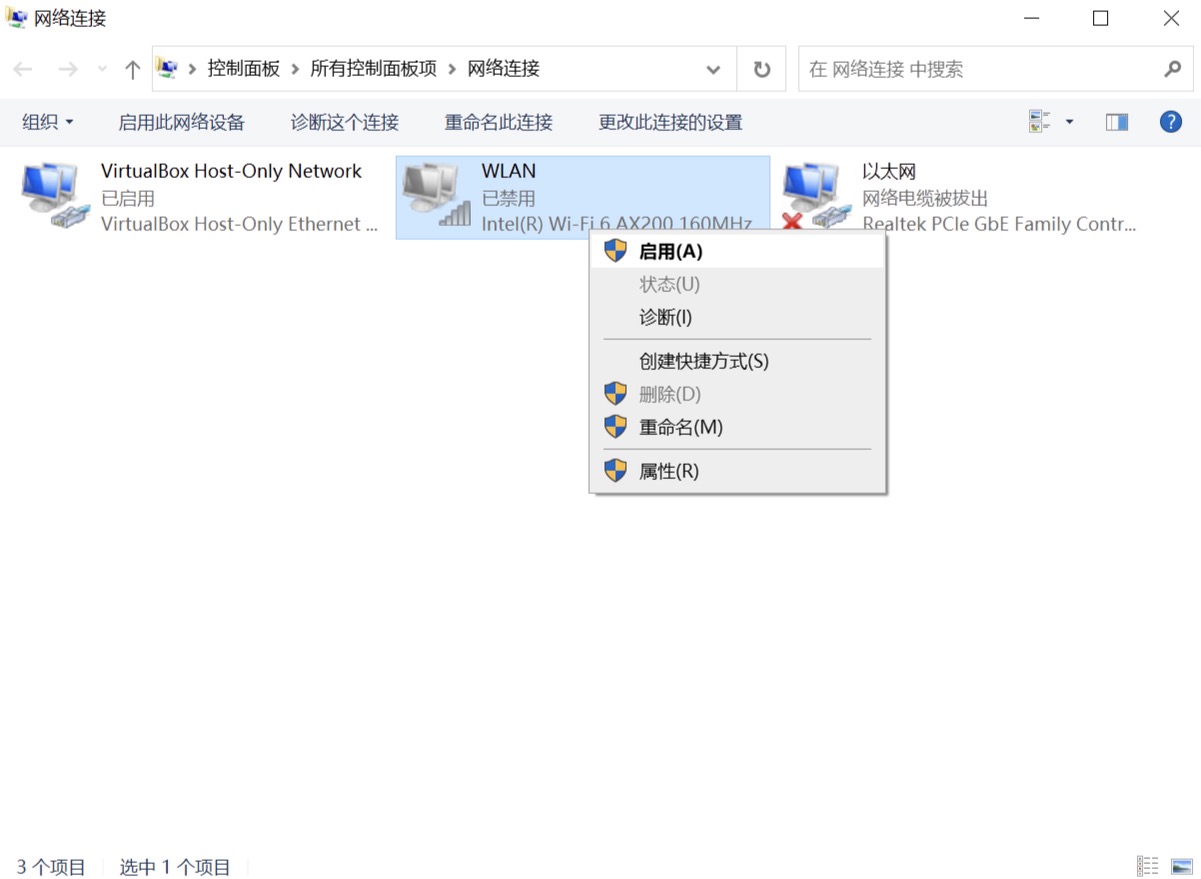 网络连接
控制面板 › 所有控制面板项 › 网络连接
在 网络连接 中搜索
组织 启用此网络设备 诊断这个连接 重命名此连接 更改此连接的设置
VirtualBox Host-Only Network
已启用
VirtualBox Host-Only Ethernet ...
WLAN
已禁用
Intel(R) Wi-Fi 6 AX200 160MHz
以太网
网络电缆被拔出
Realtek PCIe GbE Family Contr...
启用(A)
状态(U)
诊断(I)
创建快捷方式(S)
删除(D)
重命名(M)
属性(R)
3 个项目 选中 1 个项目